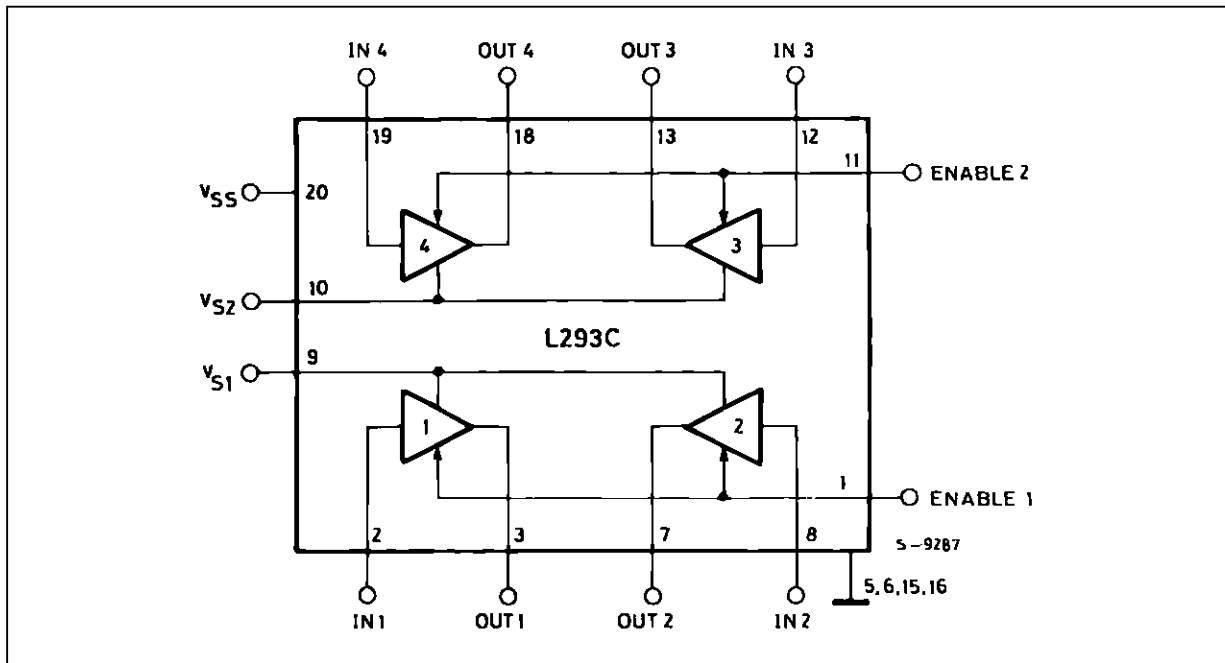 IN 4 OUT 4 OUT 3 IN 3
19 18 13 12
11 ENABLE 2
VSS 20
4 3
VS2 10
L293C
VS1 9
1 2
1 ENABLE 1
2 3 7 8
S-9287
5,6,15,16
IN 1 OUT 1 OUT 2 IN 2